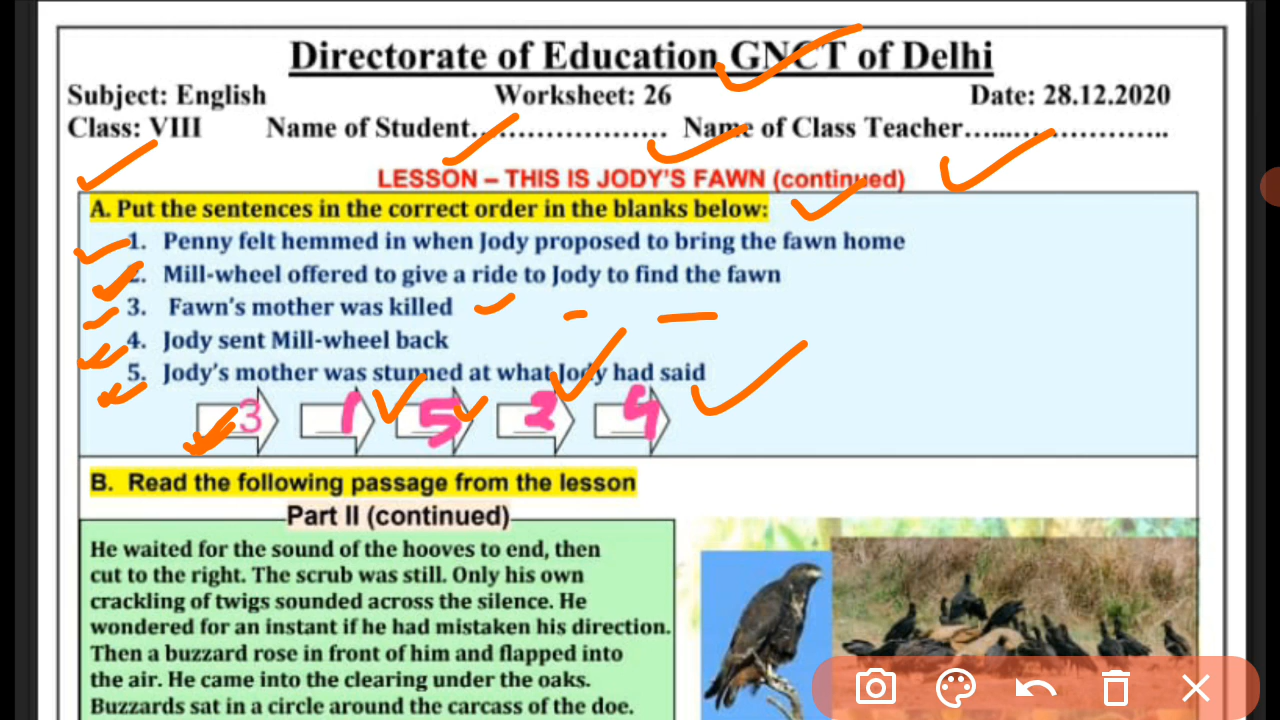 Directorate of Education GNCT of Delhi
Subject: English Worksheet: 26 Date: 28.12.2020
Class: VIII Name of Student..................... Name of Class Teacher.........................
LESSON – THIS IS JODY'S FAWN (continued)
A. Put the sentences in the correct order in the blanks below:
1. Penny felt hemmed in when Jody proposed to bring the fawn home
2. Mill-wheel offered to give a ride to Jody to find the fawn
3. Fawn's mother was killed
4. Jody sent Mill-wheel back
5. Jody's mother was stunned at what Jody had said
3 1 5 2 4
B. Read the following passage from the lesson
Part II (continued)
He waited for the sound of the hooves to end, then
cut to the right. The scrub was still. Only his own
crackling of twigs sounded across the silence. He
wondered for an instant if he had mistaken his direction.
Then a buzzard rose in front of him and flapped into
the air. He came into the clearing under the oaks.
Buzzards sat in a circle around the carcass of the doe.